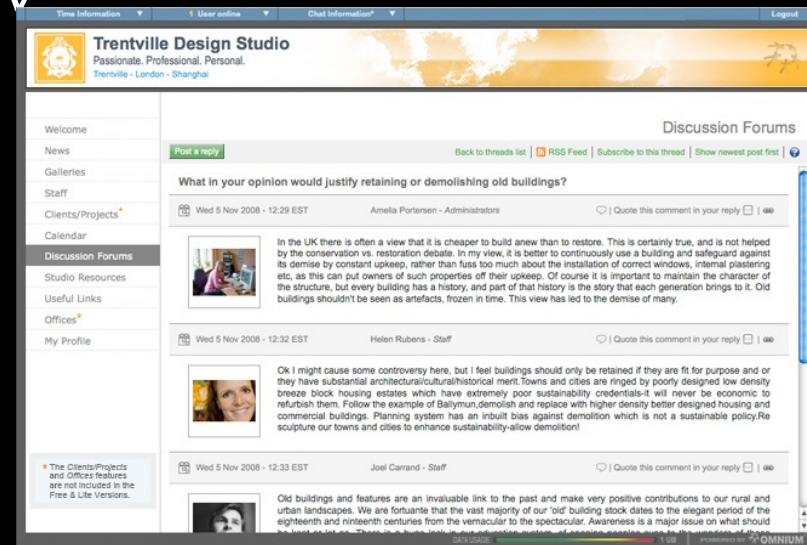 Time Information ▼ 1 User online ▼ Chat Information* ▼ Logout
Trentville Design Studio
Passionate. Professional. Personal.
Trentville - London - Shanghai
Discussion Forums
Welcome
News
Galleries
Staff
Clients/Projects*
Calendar
Discussion Forums
Studio Resources
Useful Links
Offices*
My Profile
* The Clients/Projects
and Offices features
are not included in the
Free & Lite Versions.
Post a reply Back to threads list | RSS Feed | Subscribe to this thread | Show newest post first | ?
What in your opinion would justify retaining or demolishing old buildings?
Wed 5 Nov 2008 - 12:29 EST Amelia Portersen - Administrators | Quote this comment in your reply |
In the UK there is often a view that it is cheaper to build anew than to restore. This is certainly true, and is not helped
by the conservation vs. restoration debate. In my view, it is better to continuously use a building and safeguard against
its demise by constant upkeep, rather than fuss too much about the installation of correct windows, internal plastering
etc, as this can put owners of such properties off their upkeep. Of course it is important to maintain the character of
the structure, but every building has a history, and part of that history is the story that each generation brings to it. Old
buildings shouldn't be seen as artefacts, frozen in time. This view has led to the demise of many.
Wed 5 Nov 2008 - 12:32 EST Helen Rubens - Staff | Quote this comment in your reply |
Ok I might cause some controversy here, but I feel buildings should only be retained if they are fit for purpose and or
they have substantial architectural/cultural/historical merit.Towns and cities are ringed by poorly designed low density
breeze block housing estates which have extremely poor sustainability credentials-it will never be economic to
refurbish them. Follow the example of Ballymun,demolish and replace with higher density better designed housing and
commercial buildings. Planning system has an inbuilt bias against demolition which is not a sustainable policy.Re
sculpture our towns and cities to enhance sustainability-allow demolition!
Wed 5 Nov 2008 - 12:33 EST Joel Carrand - Staff | Quote this comment in your reply |
Old buildings and features are an invaluable link to the past and make very positive contributions to our rural and
urban landscapes. We are fortuante that the vast majority of our 'old' building stock dates to the elegant period of the
eighteenth and ninteenth centuries from the vernacular to the spectacular. Awareness is a major issue on what should
DATA USAGE POWERED BY OMNIUM